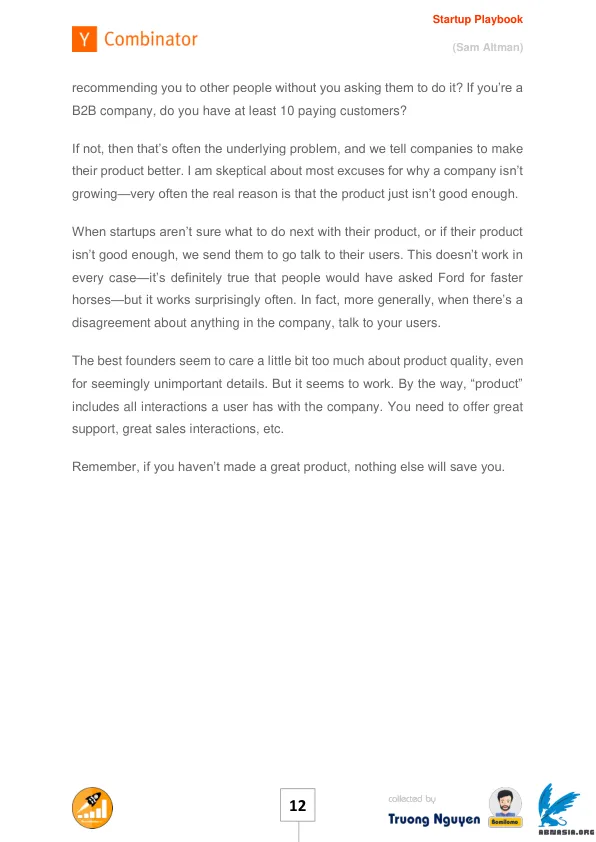 Startup Playbook
Y Combinator
(Sam Altman)
recommending you to other people without you asking them to do it? If you’re a
B2B company, do you have at least 10 paying customers?
If not, then that’s often the underlying problem, and we tell companies to make
their product better. I am skeptical about most excuses for why a company isn’t
growing—very often the real reason is that the product just isn’t good enough.
When startups aren’t sure what to do next with their product, or if their product
isn’t good enough, we send them to go talk to their users. This doesn’t work in
every case—it’s definitely true that people would have asked Ford for faster
horses—but it works surprisingly often. In fact, more generally, when there’s a
disagreement about anything in the company, talk to your users.
The best founders seem to care a little bit too much about product quality, even
for seemingly unimportant details. But it seems to work. By the way, “product”
includes all interactions a user has with the company. You need to offer great
support, great sales interactions, etc.
Remember, if you haven’t made a great product, nothing else will save you.
12
collected by
Truong Nguyen
Bomlisme
ABNASIA.ORG